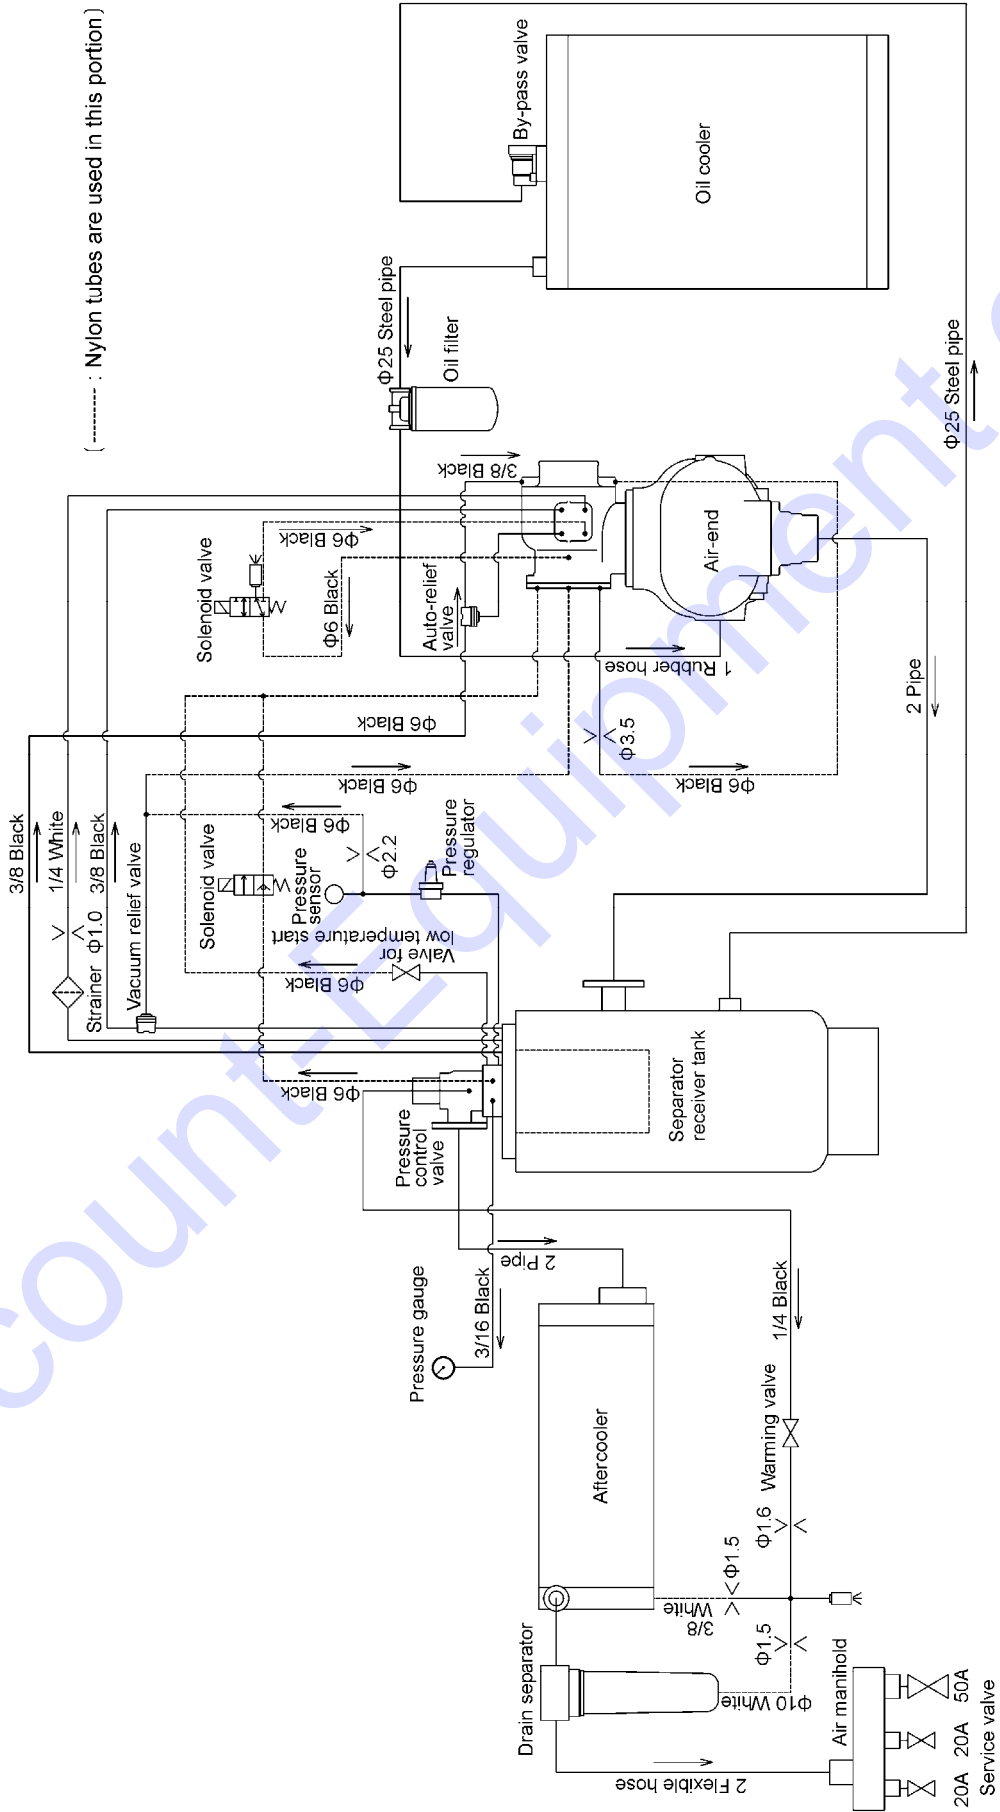 ( ------ : Nylon tubes are used in this portion )
By-pass valve
Oil cooler
Φ25 Steel pipe
Oil filter
Φ25 Steel pipe
3/8 Black
Air-end
Solenoid valve
Φ6 Black
Φ6 Black
Auto-relief
valve
1 Rubber hose
2 Pipe
Φ6 Black
Φ3.5
Φ6 Black
Φ6 Black
3/8 Black
1/4 White
3/8 Black
Vacuum relief valve
Strainer
Φ1.0
Solenoid valve
Φ6 Black
Φ2.2
Pressure
sensor
Pressure
regulator
Valve for
low temperature start
Φ6 Black
Φ6 Black
Pressure
control
valve
Separator
receiver tank
2 Pipe
3/16 Black
Pressure gauge
Aftercooler
1/4 Black
Warming valve
Φ1.6
Φ1.5
3/8
White
Φ1.5
Drain separator
Φ10 White
2 Flexible hose
Air manifold
20A 20A 50A
Service valve
count-Equipment